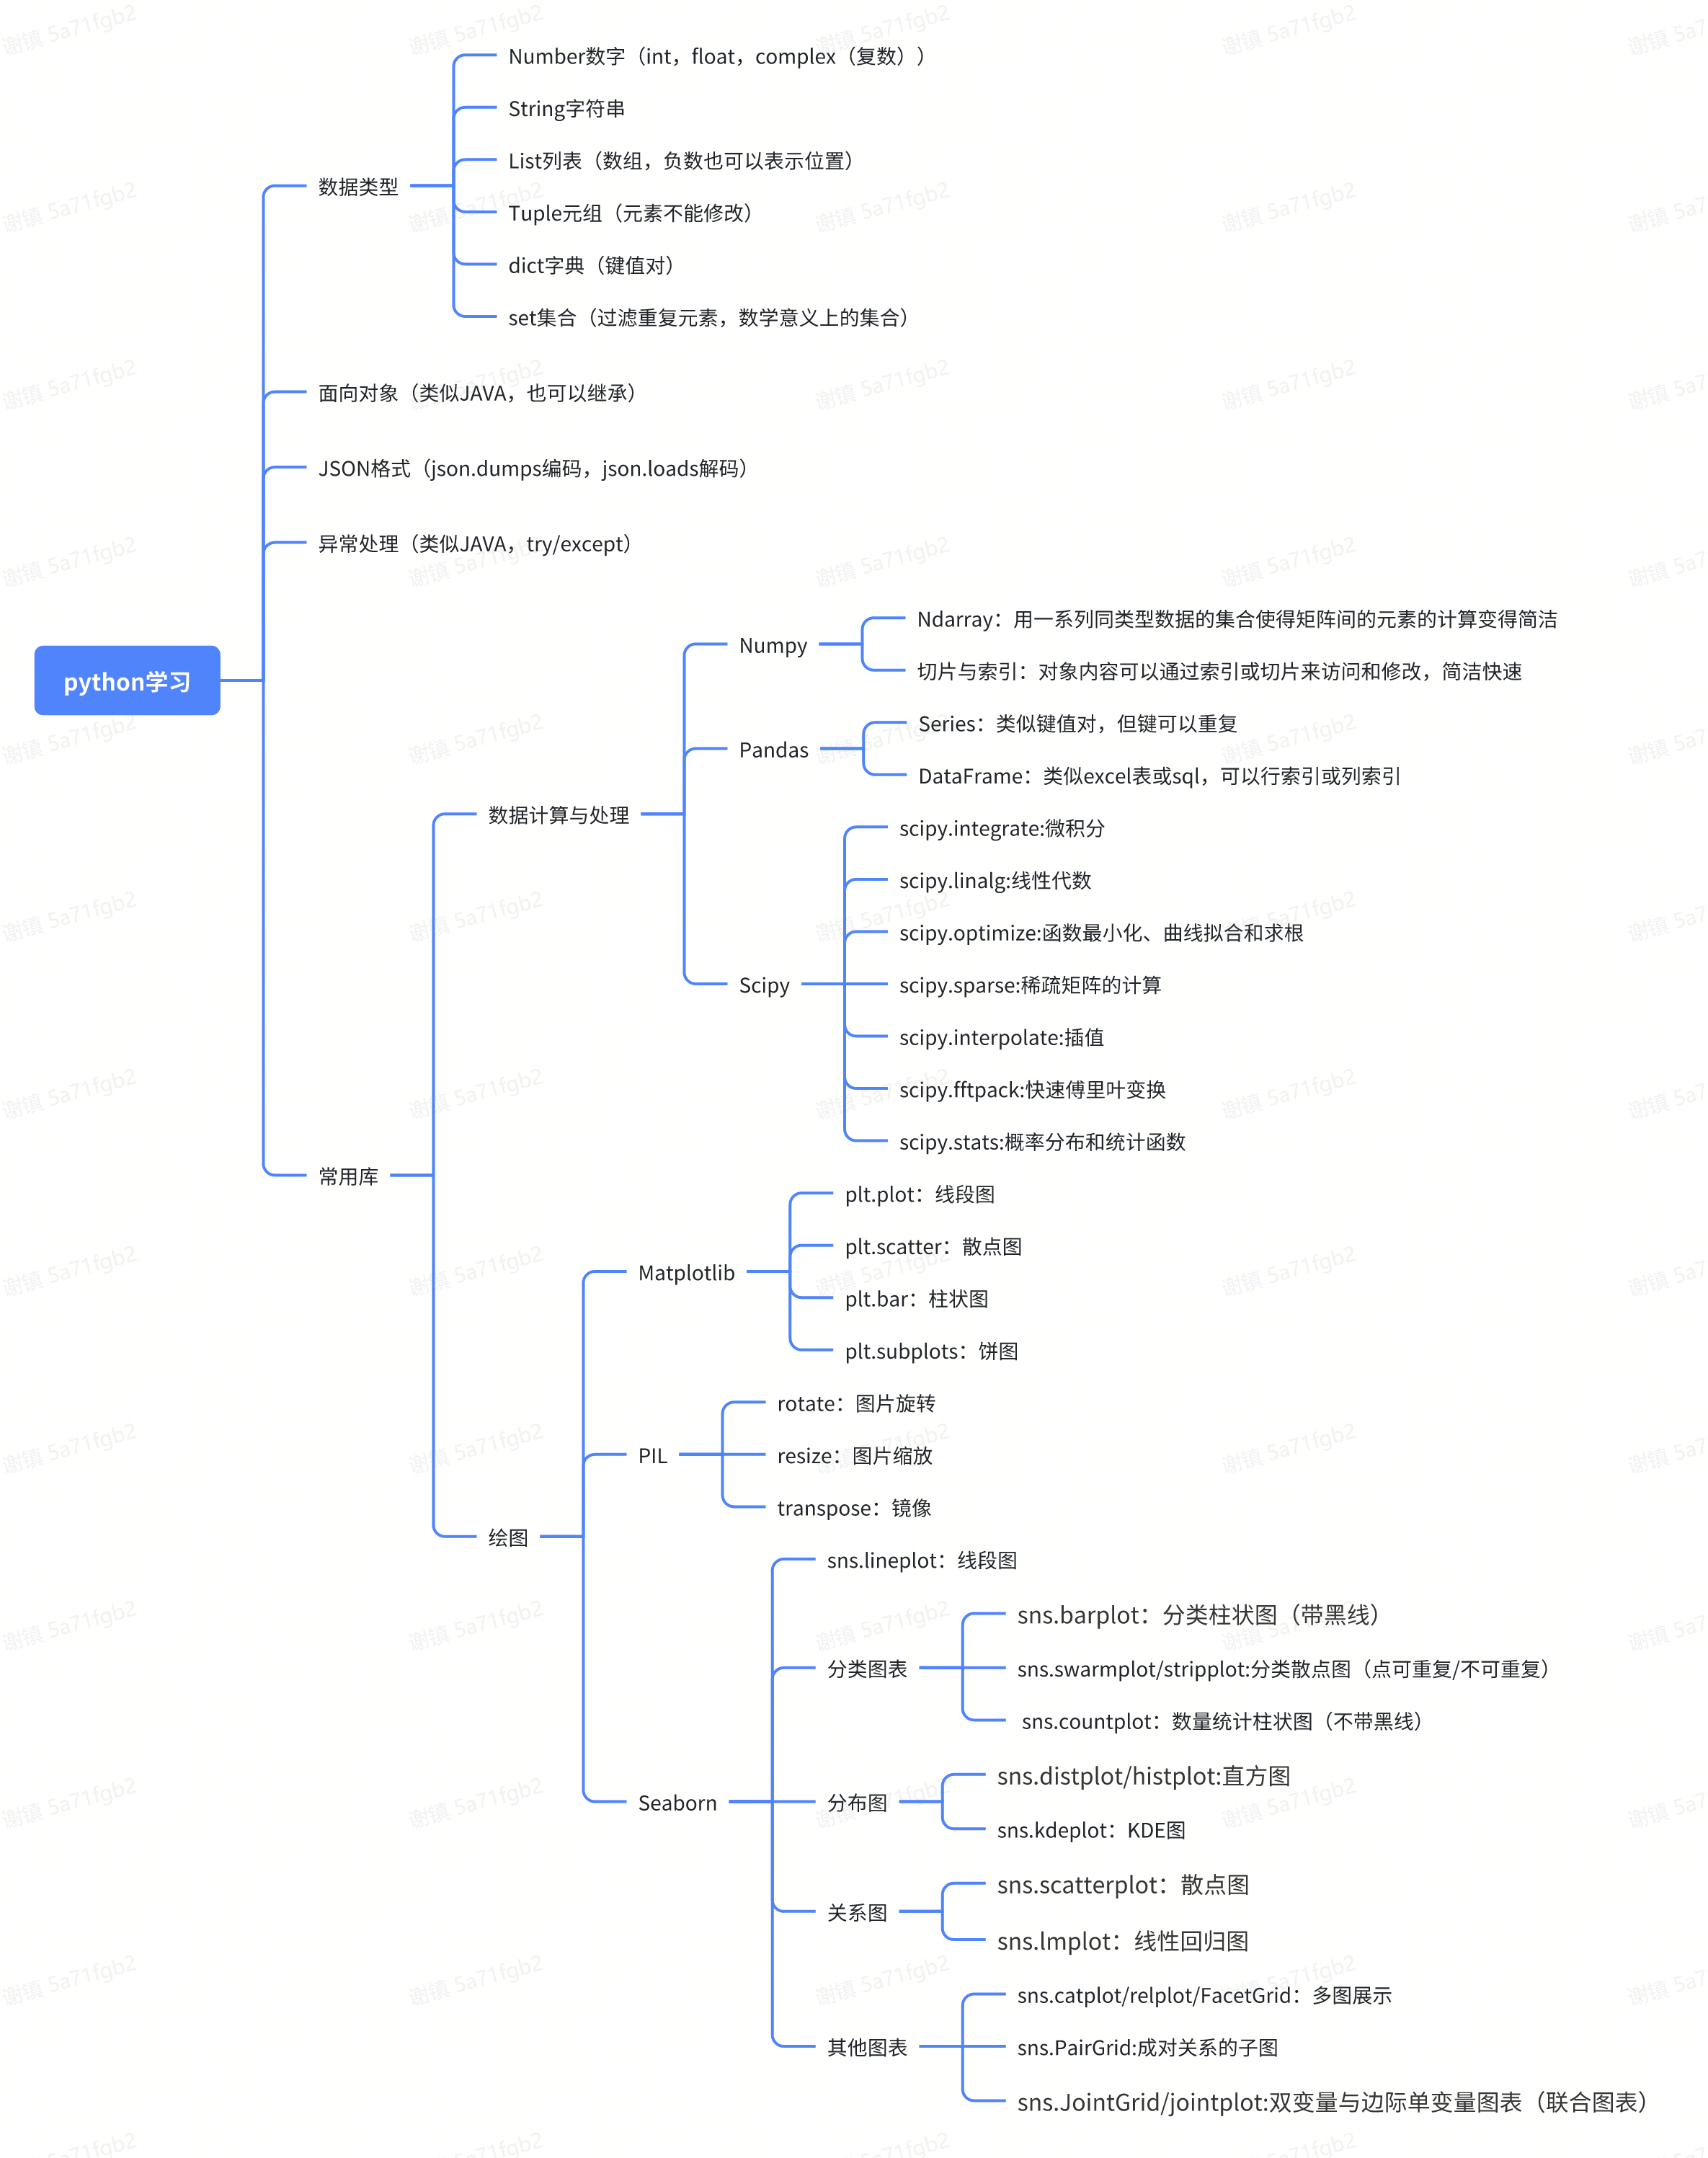 python学习
数据类型
Number数字（int，float，complex（复数））
String字符串
List列表（数组，负数也可以表示位置）
Tuple元组（元素不能修改）
dict字典（键值对）
set集合（过滤重复元素，数学意义上的集合）
面向对象（类似JAVA，也可以继承）
JSON格式（json.dumps编码，json.loads解码）
异常处理（类似JAVA，try/except）
常用库
数据计算与处理
Numpy
Ndarray：用一系列同类型数据的集合使得矩阵间的元素的计算变得简洁
切片与索引：对象内容可以通过索引或切片来访问和修改，简洁快速
Pandas
Series：类似键值对，但键可以重复
DataFrame：类似excel表或sql，可以行索引或列索引
Scipy
scipy.integrate:微积分
scipy.linalg:线性代数
scipy.optimize:函数最小化、曲线拟合和求根
scipy.sparse:稀疏矩阵的计算
scipy.interpolate:插值
scipy.fftpack:快速傅里叶变换
scipy.stats:概率分布和统计函数
绘图
Matplotlib
plt.plot：线段图
plt.scatter：散点图
plt.bar：柱状图
plt.subplots：饼图
PIL
rotate：图片旋转
resize：图片缩放
transpose：镜像
Seaborn
sns.lineplot：线段图
分类图表
sns.barplot：分类柱状图（带黑线）
sns.swarmplot/stripplot:分类散点图（点可重复/不可重复）
sns.countplot：数量统计柱状图（不带黑线）
分布图
sns.distplot/histplot:直方图
sns.kdeplot：KDE图
关系图
sns.scatterplot：散点图
sns.lmplot：线性回归图
其他图表
sns.catplot/relplot/FacetGrid：多图展示
sns.PairGrid:成对关系的子图
sns.JointGrid/jointplot:双变量与边际单变量图表（联合图表）
谢镇 5a71fgb2